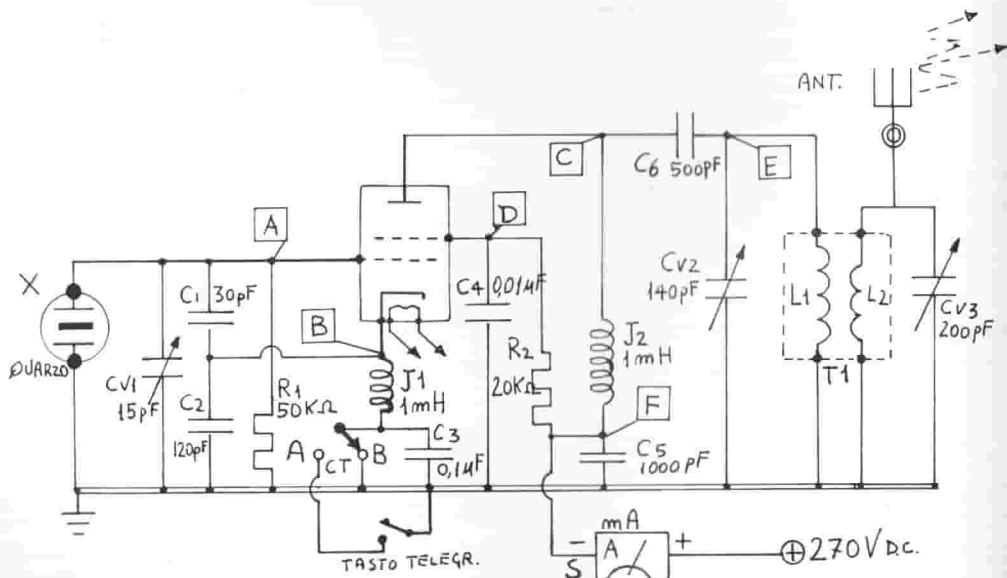 ANT.
C
C6 500pF
E
A
D
X
C1 30pF
C4 0,01µF
CV2
140pF
L1
L2
CV3
200pF
B
QUARZO
CV1
15pF
R1
50KΩ
J1
1mH
R2
20KΩ
J2
1mH
T1
C2
120pF
C3
0,1µF
F
A
CT
B
C5
1000PF
mA
- A +
S
⊕270V D.C.
TASTO TELEGR.